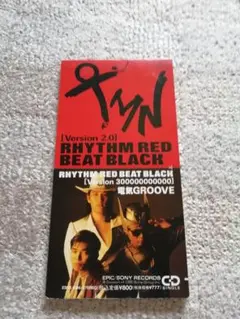 TMN
[Version 2.0]
RHYTHM RED
BEAT BLACK
RHYTHM RED BEAT BLACK
[Version 300000000000]
電気GROOVE
EPIC/SONY RECORDS
CD